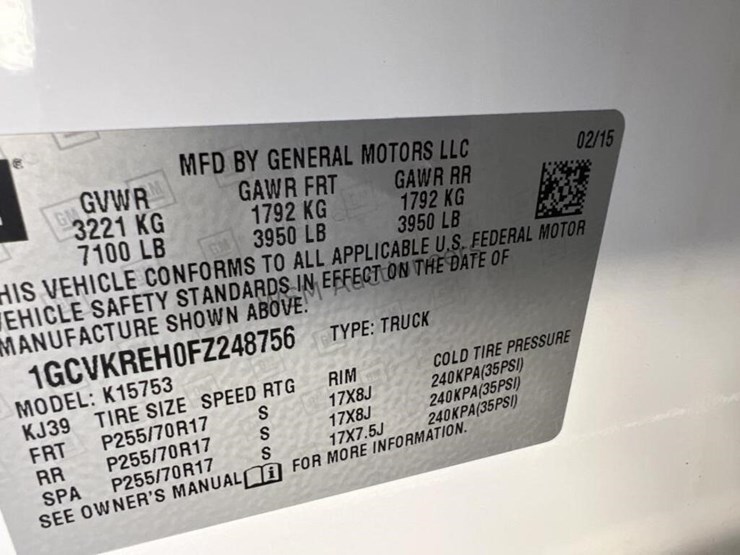 MFD BY GENERAL MOTORS LLC 02/15
GVWR GAWR FRT GAWR RR
3221 KG 1792 KG 1792 KG
7100 LB 3950 LB 3950 LB
HIS VEHICLE CONFORMS TO ALL APPLICABLE U.S. FEDERAL MOTOR
VEHICLE SAFETY STANDARDS IN EFFECT ON THE DATE OF
MANUFACTURE SHOWN ABOVE.
1GCVKREH0FZ248756 TYPE: TRUCK
MODEL: K15753
KJ39 TIRE SIZE SPEED RTG RIM COLD TIRE PRESSURE
FRT P255/70R17 S 17X8J 240KPA(35PSI)
RR P255/70R17 S 17X8J 240KPA(35PSI)
SPA P255/70R17 S 17X7.5J 240KPA(35PSI)
SEE OWNER'S MANUAL FOR MORE INFORMATION.